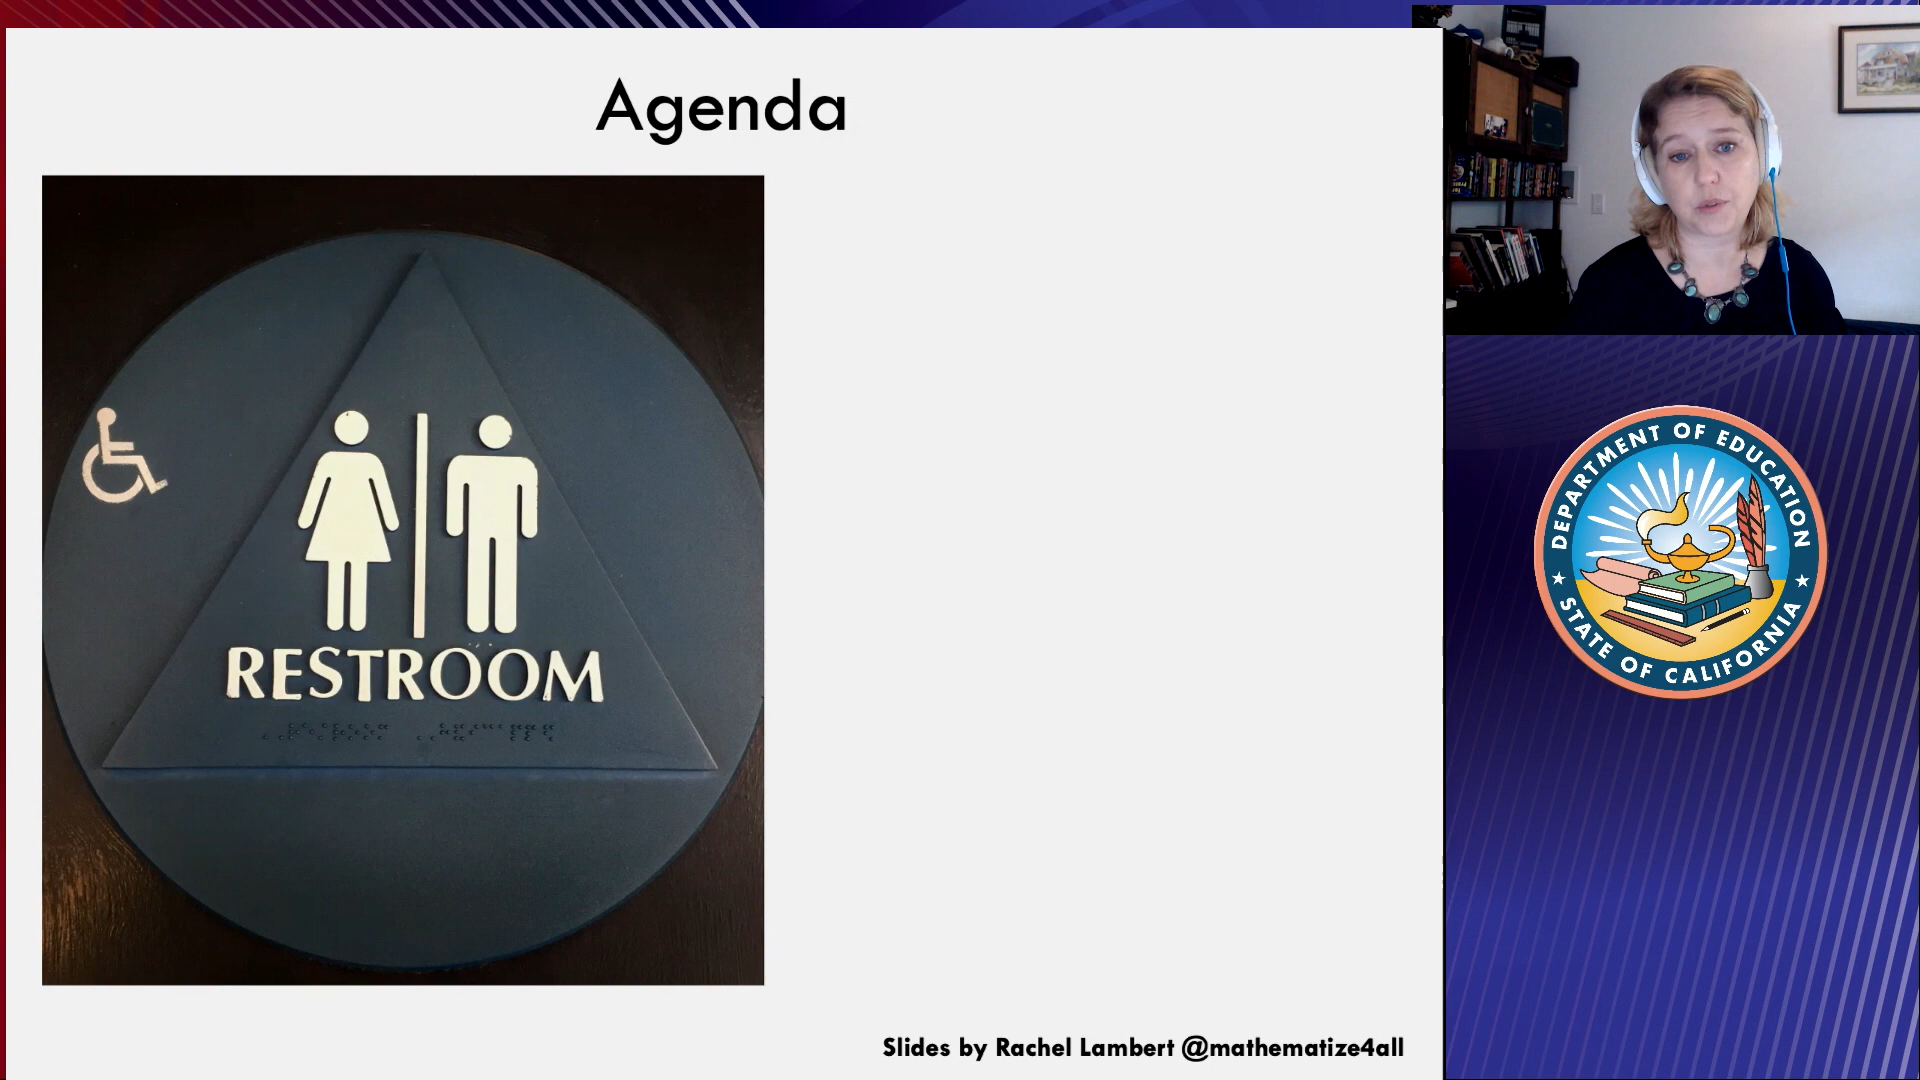 Agenda
RESTROOM
Slides by Rachel Lambert @mathematize4all
DEPARTMENT OF EDUCATION
STATE OF CALIFORNIA